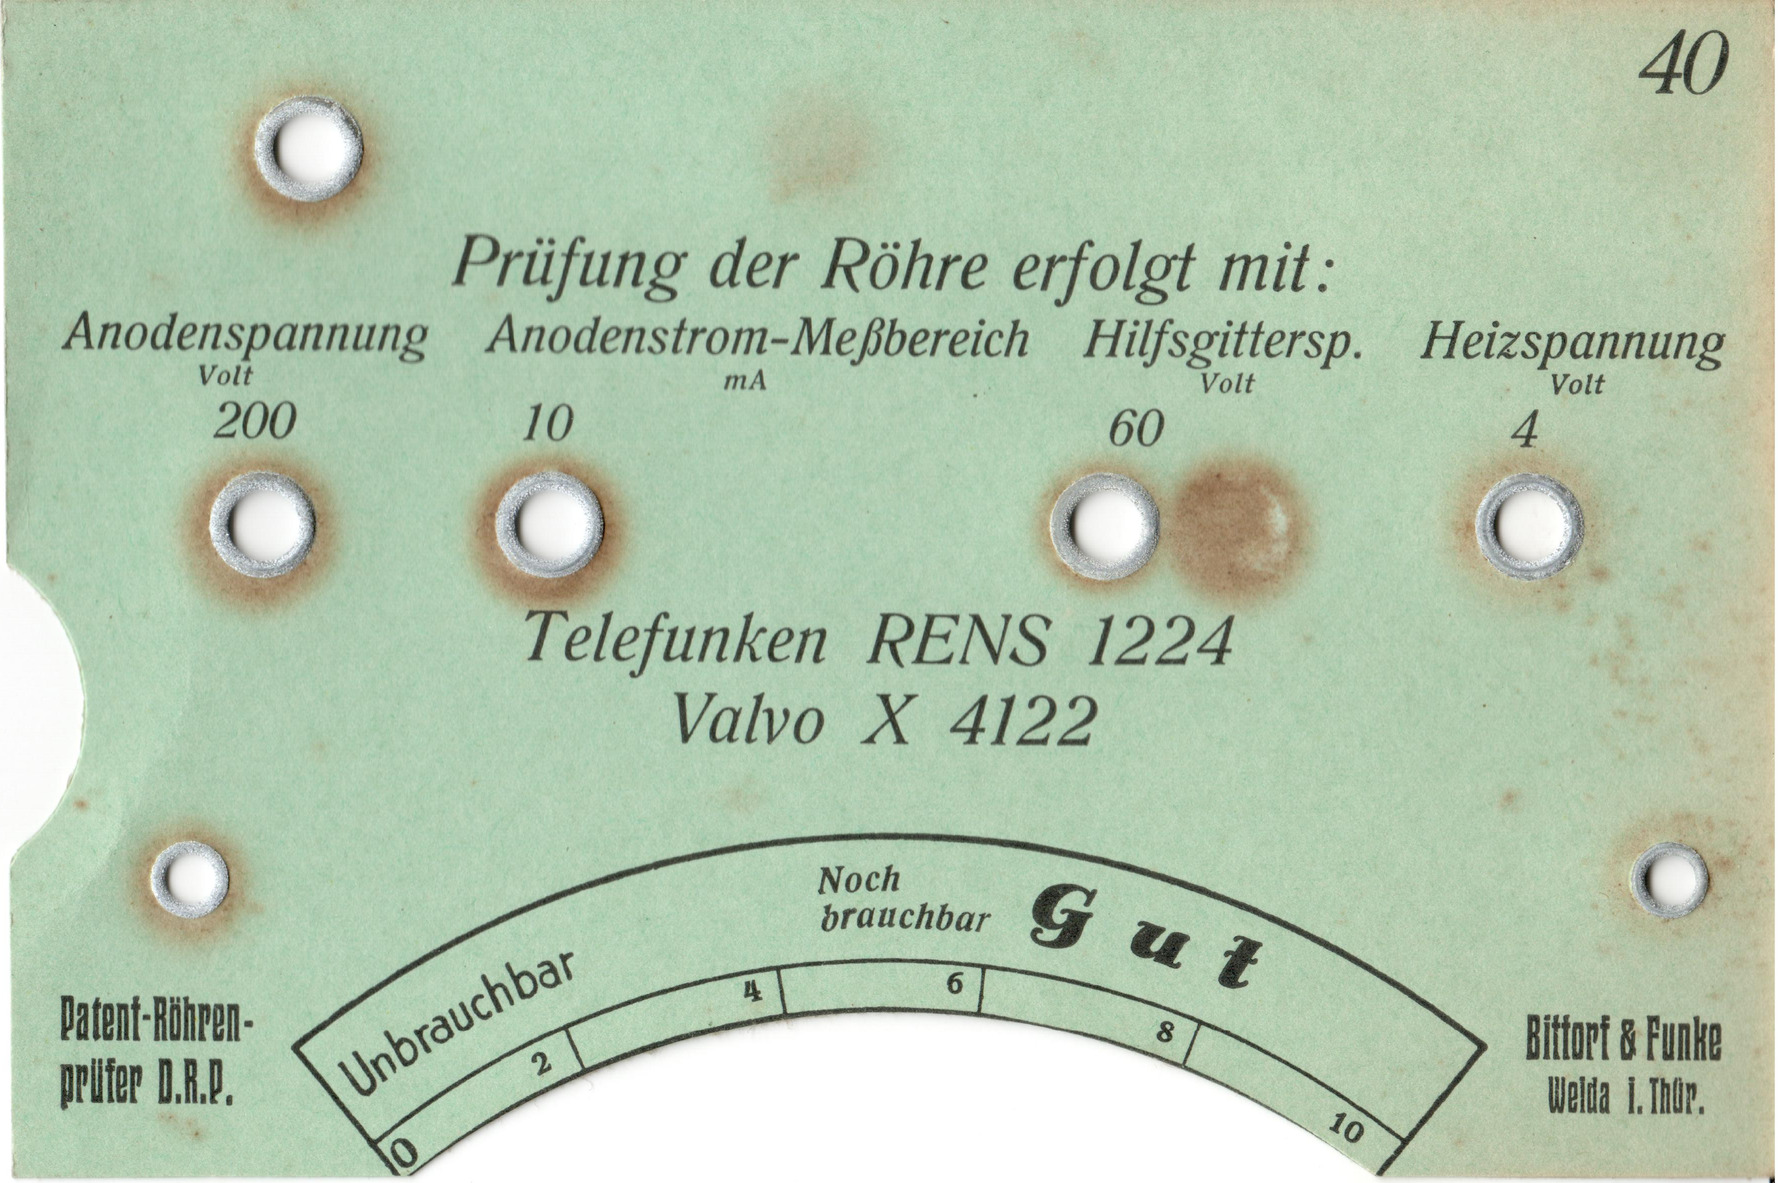 40
Prüfung der Röhre erfolgt mit:
Anodenspannung Anodenstrom-Meßbereich Hilfsgittersp. Heizspannung
Volt mA Volt Volt
200 10 60 4
Telefunken RENS 1224
Valvo X 4122
Noch
brauchbar
Gut
Unbrauchbar
0 2 4 6 8 10
Patent-Röhren-
prüfer D.R.P.
Bittorf & Funke
Weida i. Thür.